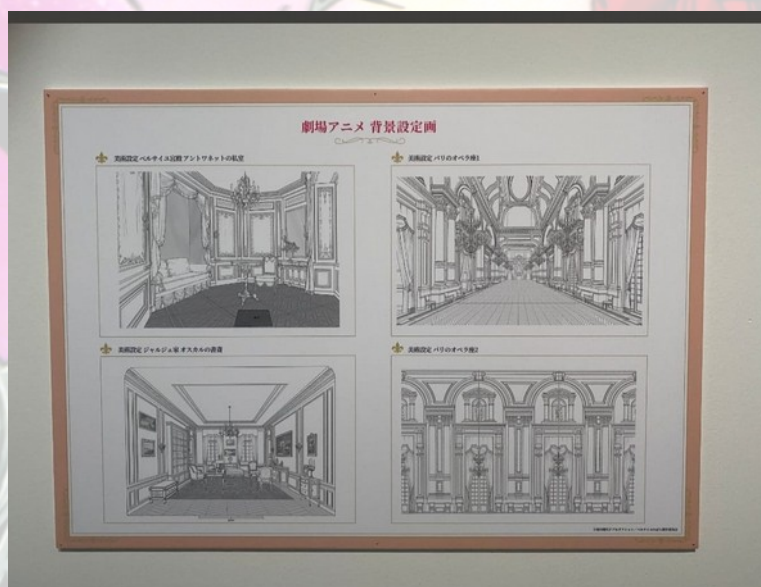 劇場アニメ 背景設定画
美術設定 ベルサイユ宮殿 アントワネットの私室
美術設定 パリのオペラ座1
美術設定 ジャルジェ家 オスカルの
美術設定 パリのオペラ座2